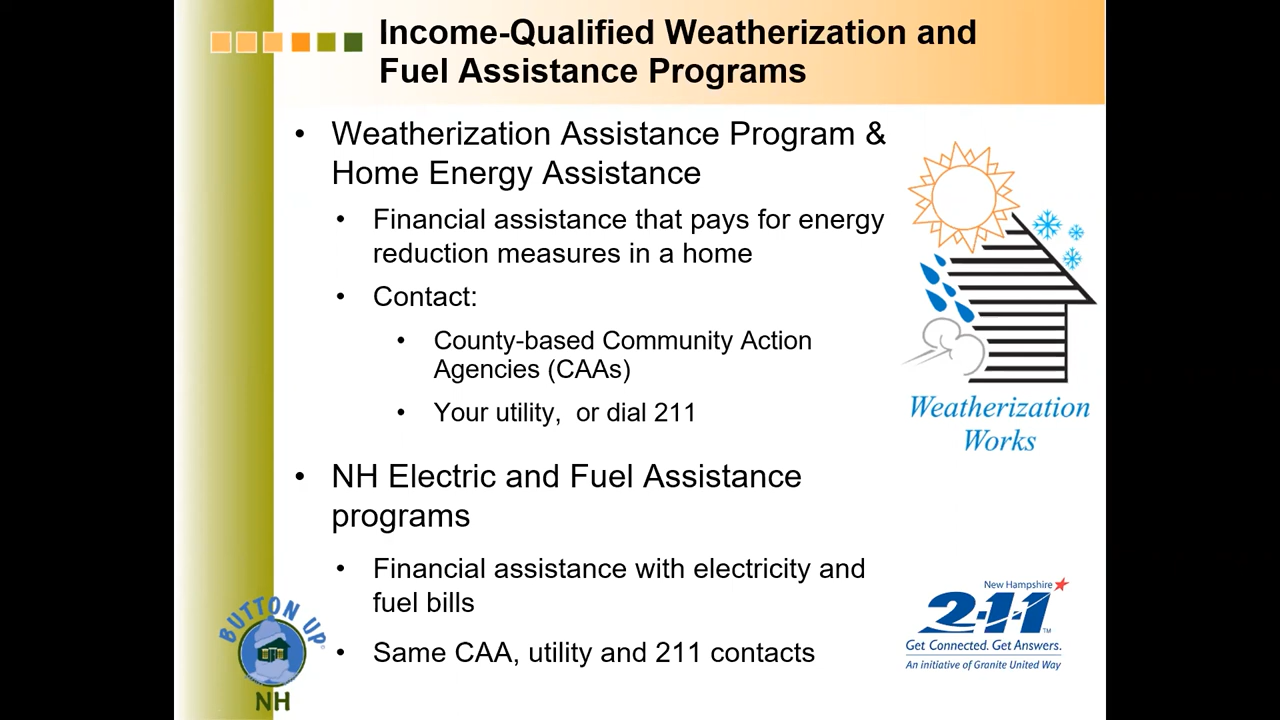 Income-Qualified Weatherization and
Fuel Assistance Programs
• Weatherization Assistance Program &
Home Energy Assistance
• Financial assistance that pays for energy
reduction measures in a home
• Contact:
• County-based Community Action
Agencies (CAAs)
• Your utility,  or dial 211
• NH Electric and Fuel Assistance
programs
• Financial assistance with electricity and
fuel bills
• Same CAA, utility and 211 contacts
Weatherization
Works
New Hampshire
2-1-1 TM
Get Connected. Get Answers.
An initiative of Granite United Way
BUTTON UP
NH